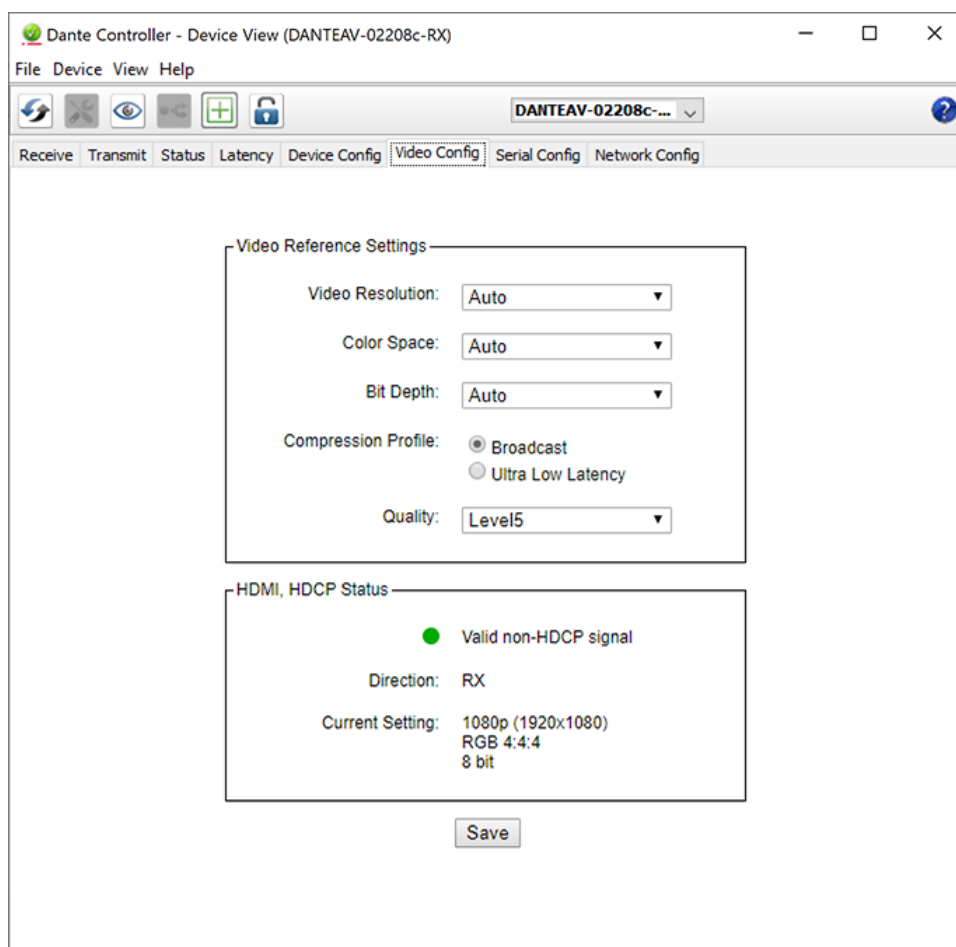 Dante Controller - Device View (DANTEAV-02208c-RX)
File Device View Help
DANTEAV-02208c-...
?
Receive Transmit Status Latency Device Config Video Config Serial Config Network Config
Video Reference Settings
Video Resolution: Auto
Color Space: Auto
Bit Depth: Auto
Compression Profile: Broadcast
Ultra Low Latency
Quality: Level5
HDMI, HDCP Status
Valid non-HDCP signal
Direction: RX
Current Setting: 1080p (1920x1080)
RGB 4:4:4
8 bit
Save